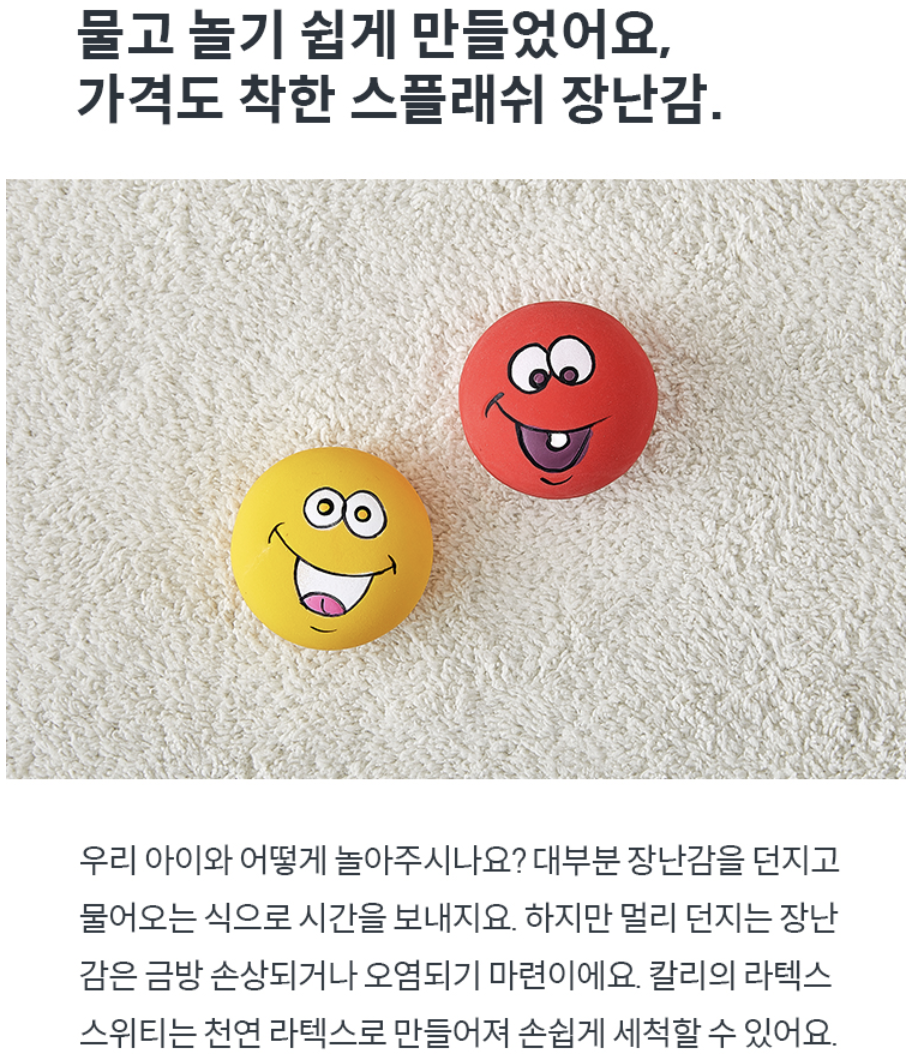 물고 놀기 쉽게 만들었어요,
가격도 착한 스플래쉬 장난감.
우리 아이와 어떻게 놀아주시나요? 대부분 장난감을 던지고
물어오는 식으로 시간을 보내지요. 하지만 멀리 던지는 장난
감은 금방 손상되거나 오염되기 마련이에요. 칼리의 라텍스
스위티는 천연 라텍스로 만들어져 손쉽게 세척할 수 있어요.